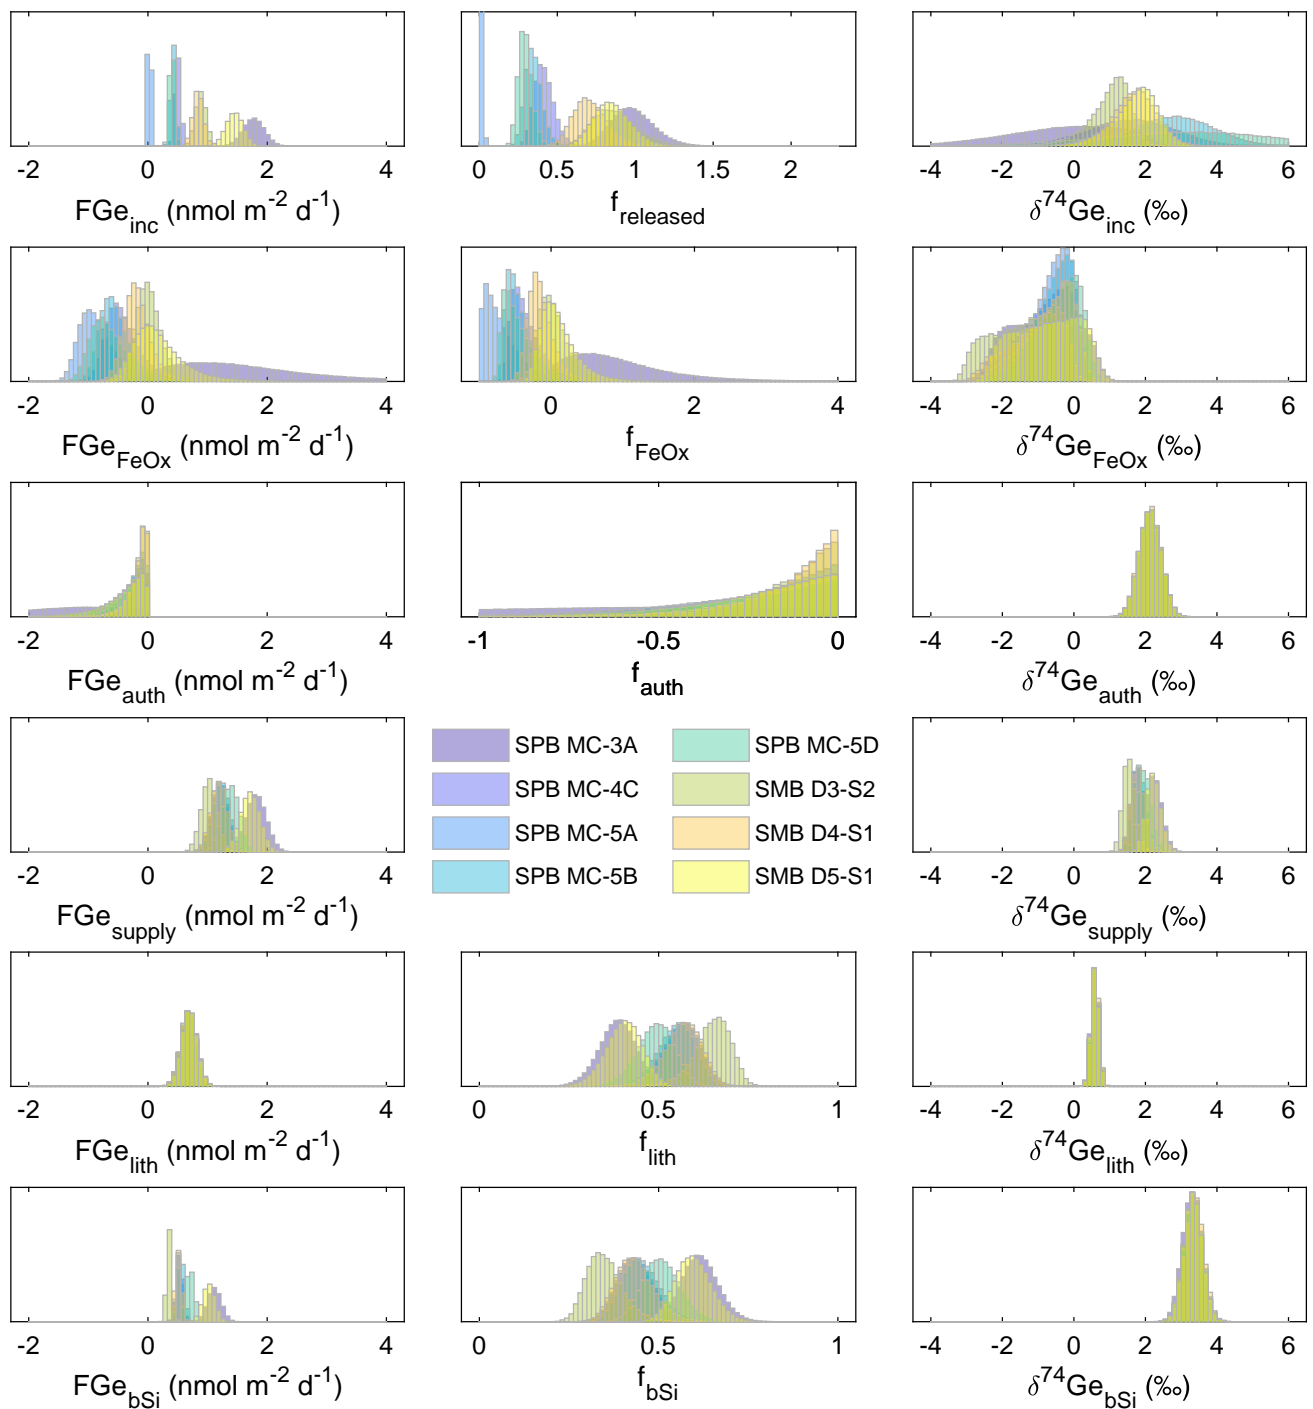 -2 0 2 4
FGe_inc (nmol m^-2 d^-1)
0 0.5 1 1.5 2
f_released
-4 -2 0 2 4 6
δ^74Ge_inc (‰)
-2 0 2 4
FGe_FeOx (nmol m^-2 d^-1)
0 2 4
f_FeOx
-4 -2 0 2 4 6
δ^74Ge_FeOx (‰)
-2 0 2 4
FGe_auth (nmol m^-2 d^-1)
-1 -0.5 0
f_auth
-4 -2 0 2 4 6
δ^74Ge_auth (‰)
-2 0 2 4
FGe_supply (nmol m^-2 d^-1)
SPB MC-3A
SPB MC-4C
SPB MC-5A
SPB MC-5B
SPB MC-5D
SMB D3-S2
SMB D4-S1
SMB D5-S1
-4 -2 0 2 4 6
δ^74Ge_supply (‰)
-2 0 2 4
FGe_lith (nmol m^-2 d^-1)
0 0.5 1
f_lith
-4 -2 0 2 4 6
δ^74Ge_lith (‰)
-2 0 2 4
FGe_bSi (nmol m^-2 d^-1)
0 0.5 1
f_bSi
-4 -2 0 2 4 6
δ^74Ge_bSi (‰)